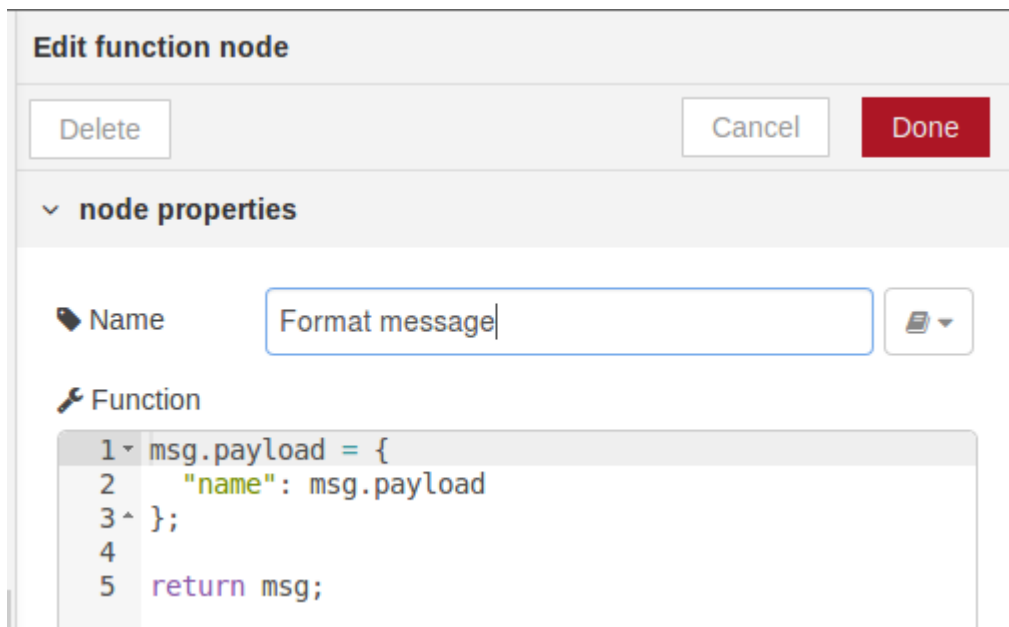 Edit function node
Delete Cancel Done
node properties
Name Format message
Function
1 msg.payload = {
2   "name": msg.payload
3 };
4
5 return msg;